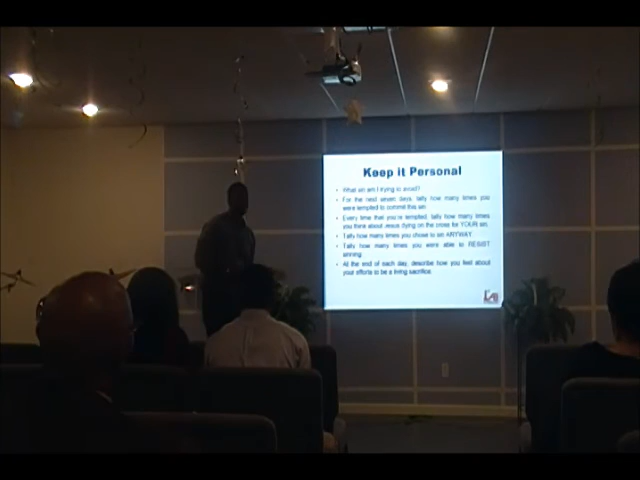 Keep it Personal
• What sin am I trying to avoid?
• For the next seven days, tally how many times you
were tempted to commit this sin
• Every time that you're tempted, tally how many times
you think about Jesus dying on the cross for YOUR sin.
• Tally how many times you chose to sin ANYWAY.
• Tally how many times you were able to RESIST
sinning.
• At the end of each day, describe how you feel about
your efforts to be a living sacrifice.